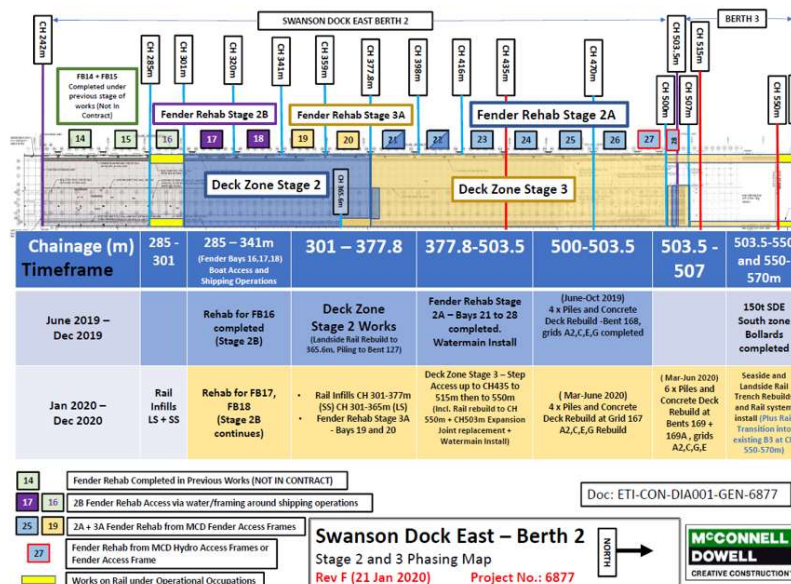 SWANSON DOCK EAST BERTH 2
BERTH 3
CH 242m
CH 285m
CH 301m
CH 320m
CH 341m
CH 359m
CH 377.8m
CH 398m
CH 416m
CH 435m
CH 470m
CH 500m
CH 503.5m
CH 507m
CH 515m
CH 550m
FB14 + FB15
Completed under
previous stage of
works (Not In
Contract)
Fender Rehab Stage 2B
Fender Rehab Stage 3A
Fender Rehab Stage 2A
14 15 16 17 18 19 20 21 22 23 24 25 26 27 28
Deck Zone Stage 2
CH 365.6m
Deck Zone Stage 3
Chainage (m)
Timeframe
285 -
301
285 – 341m
(Fender Bays 16,17,18)
Boat Access and
Shipping Operations
301 – 377.8
377.8-503.5
500-503.5
503.5 -
507
503.5-550
and 550-
570m
June 2019 –
Dec 2019
Rehab for FB16
completed
(Stage 2B)
Deck Zone
Stage 2 Works
(Landside Rail Rebuild to
365.6m, Piling to Bent 127)
Fender Rehab Stage
2A – Bays 21 to 28
completed.
Watermain Install
(June-Oct 2019)
4 x Piles and Concrete
Deck Rebuild -Bent 168,
grids A2,C,E,G completed
150t SDE
South zone
Bollards
completed
Jan 2020 –
Dec 2020
Rail
Infills
LS + SS
Rehab for FB17,
FB18
(Stage 2B
continues)
• Rail Infills CH 301-377m
(SS) CH 301-365m (LS)
• Fender Rehab Stage 3A
- Bays 19 and 20
Deck Zone Stage 3 – Step
Access up to CH435 to
515m then to 550m
(Incl. Rail rebuild to CH
550m + CH503m Expansion
Joint replacement +
Watermain Install)
( Mar-June 2020)
4 x Piles and Concrete
Deck Rebuild at Grid 167
A2,C,E,G Rebuild
( Mar-Jun 2020)
6 x Piles and
Concrete Deck
Rebuild at
Bents 169 +
169A , grids
A2,C,G,E
Seaside and
Landside Rail
Trench Rebuilds
and Rail system
install (Plus Rail
Transition into
existing B3 at CH
550-570m)
14 Fender Rehab Completed in Previous Works (NOT IN CONTRACT)
17 16 2B Fender Rehab Access via water/framing around shipping operations
25 19 2A + 3A Fender Rehab from MCD Fender Access Frames
27 Fender Rehab from MCD Hydro Access Frames or
Fender Access Frame
Works on Rail under Operational Occupations
Doc: ETI-CON-DIA001-GEN-6877
Swanson Dock East – Berth 2
Stage 2 and 3 Phasing Map
Rev F (21 Jan 2020) Project No.: 6877
NORTH
McCONNELL
DOWELL
CREATIVE CONSTRUCTION